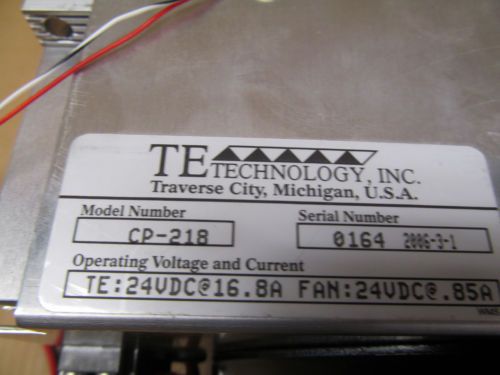 TE TECHNOLOGY, INC.
Traverse City, Michigan, U.S.A.
Model Number
CP-218
Serial Number
0164 2006-3-1
Operating Voltage and Current
TE:24VDC@16.8A FAN:24VDC@.85A